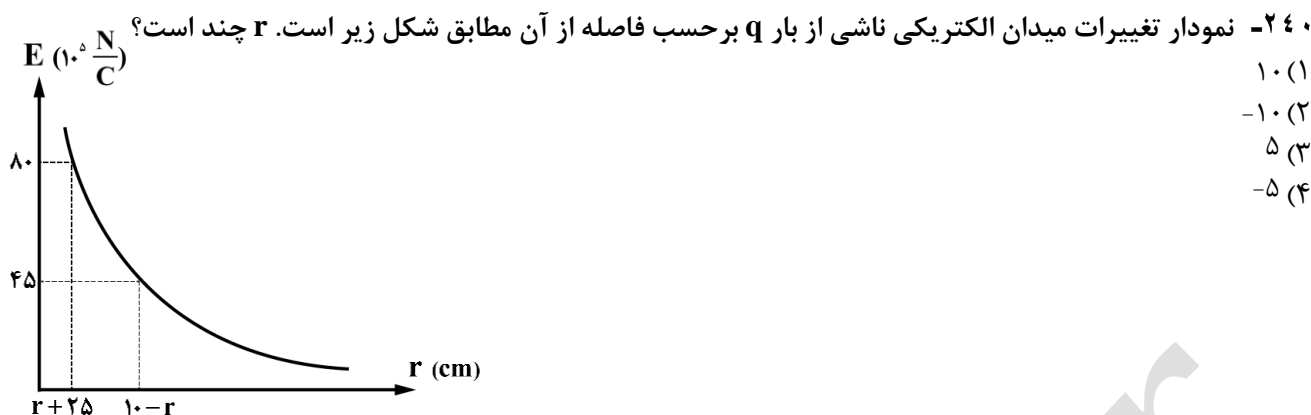 ۲۴۰- نمودار تغییرات میدان الکتریکی ناشی از بار q برحسب فاصله از آن مطابق شکل زیر است. r چند است؟
۱) ۱۰
۲) ۱۰-
۳) ۵
۴) ۵-
E (۱۰^۵ N/C)
۸۰
۴۵
r (cm)
r + ۲۵
۱۰ - r